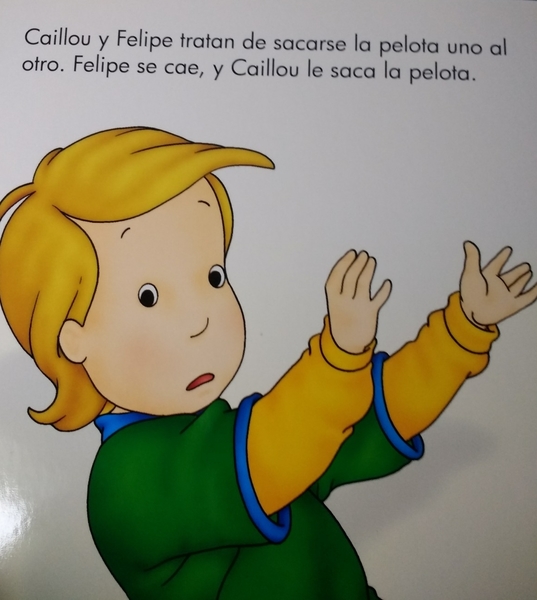 Caillou y Felipe tratan de sacarse la pelota uno al
otro. Felipe se cae, y Caillou le saca la pelota.